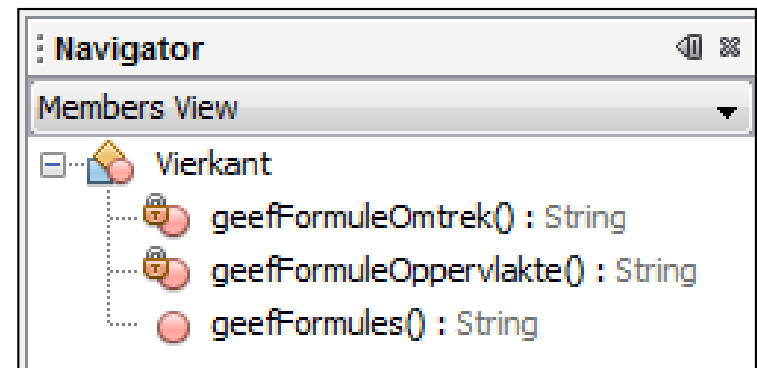 Navigator
Members View
Vierkant
geefFormuleOmtrek() : String
geefFormuleOppervlakte() : String
geefFormules() : String